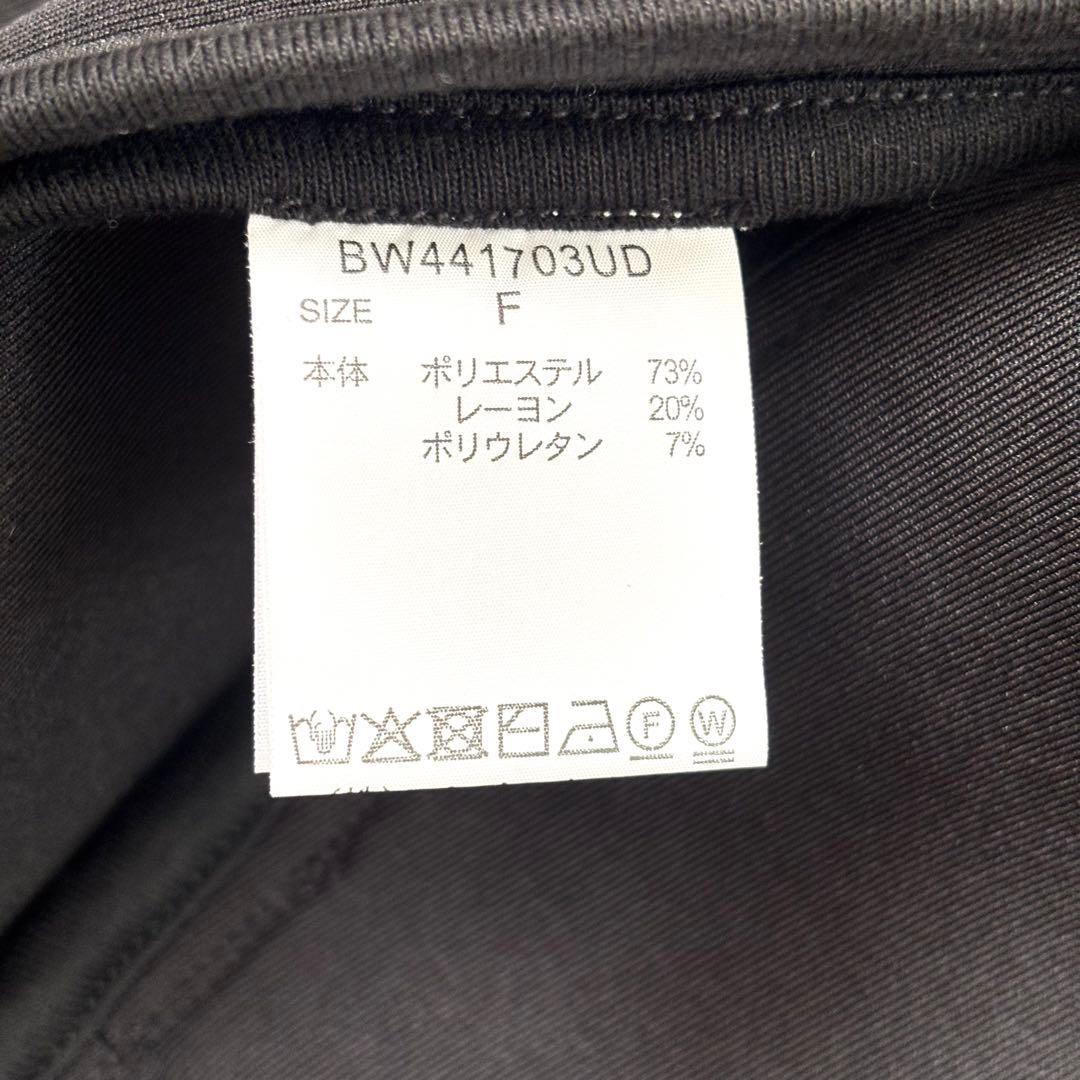 BW441703UD
SIZE F
本体 ポリエステル 73%
レーヨン 20%
ポリウレタン 7%
F W